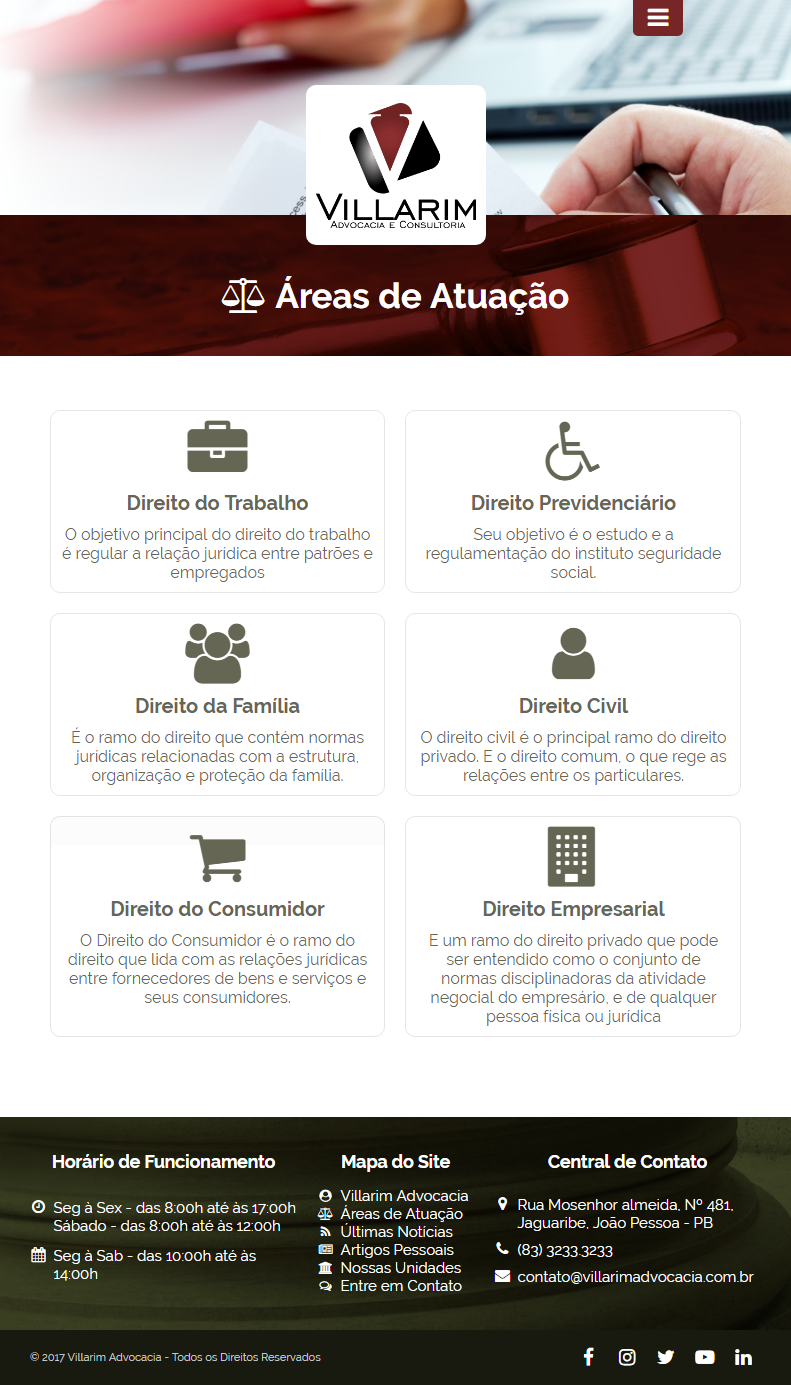 VILLARIM
ADVOCACIA E CONSULTORIA
Áreas de Atuação
Direito do Trabalho
O objetivo principal do direito do trabalho
é regular a relação jurídica entre patrões e
empregados
Direito Previdenciário
Seu objetivo é o estudo e a
regulamentação do instituto seguridade
social.
Direito da Família
É o ramo do direito que contém normas
jurídicas relacionadas com a estrutura,
organização e proteção da família.
Direito Civil
O direito civil é o principal ramo do direito
privado. E o direito comum, o que rege as
relações entre os particulares.
Direito do Consumidor
O Direito do Consumidor é o ramo do
direito que lida com as relações jurídicas
entre fornecedores de bens e serviços e
seus consumidores.
Direito Empresarial
E um ramo do direito privado que pode
ser entendido como o conjunto de
normas disciplinadoras da atividade
negocial do empresário, e de qualquer
pessoa física ou jurídica
Horário de Funcionamento
Seg à Sex - das 8:00h até às 17:00h
Sábado - das 8:00h até às 12:00h
Seg à Sab - das 10:00h até às
14:00h
Mapa do Site
Villarim Advocacia
Áreas de Atuação
Últimas Notícias
Artigos Pessoais
Nossas Unidades
Entre em Contato
Central de Contato
Rua Mosenhor almeida, Nº 481,
Jaguaribe, João Pessoa - PB
(83) 3233.3233
contato@villarimadvocacia.com.br
© 2017 Villarim Advocacia - Todos os Direitos Reservados